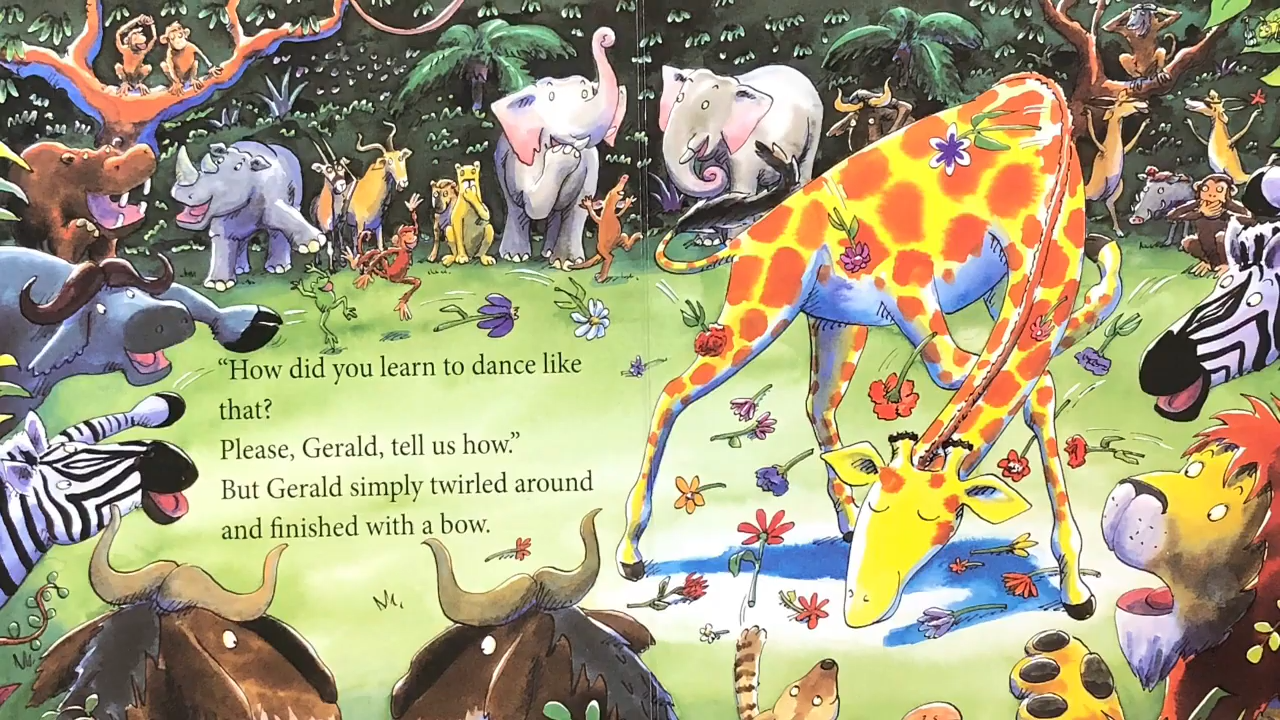 “How did you learn to dance like
that?
Please, Gerald, tell us how.”
But Gerald simply twirled around
and finished with a bow.